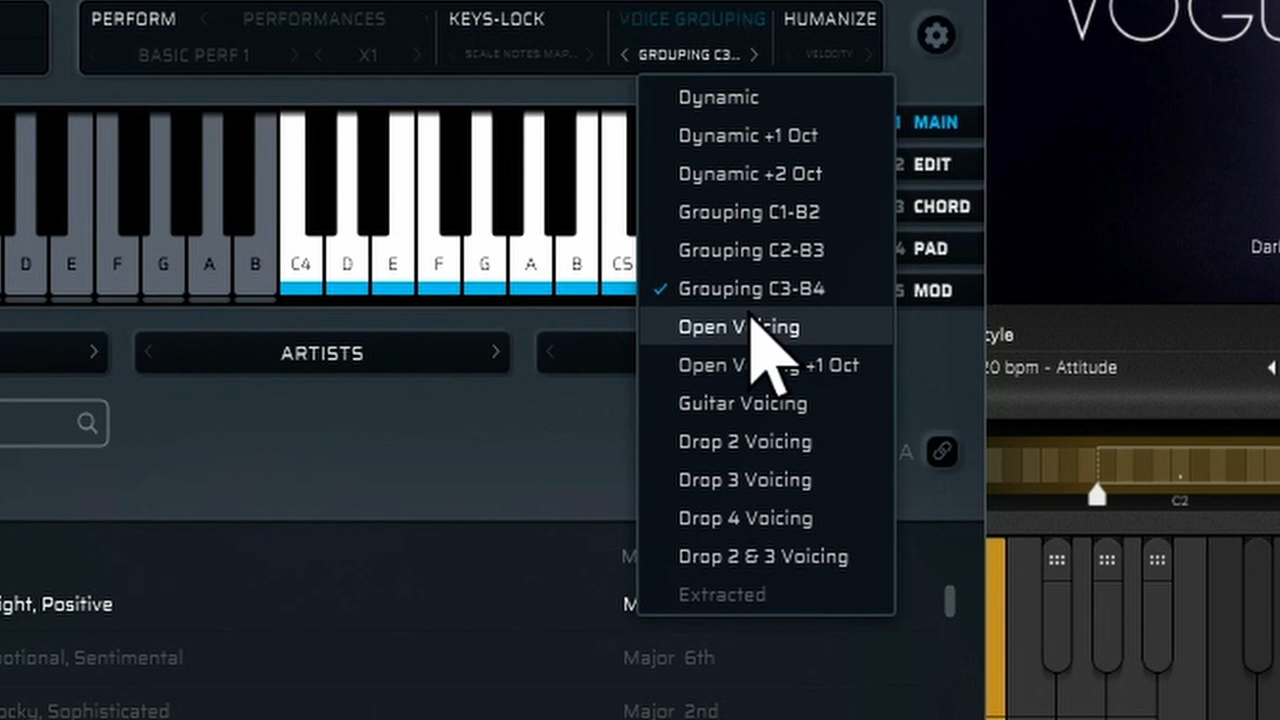 PERFORM PERFORMANCES KEYS-LOCK VOICE GROUPING HUMANIZE
BASIC PERF 1 X1 SCALE NOTES MAP... GROUPING C3... VELOCITY
VOGU
Dynamic
Dynamic +1 Oct
Dynamic +2 Oct
Grouping C1-B2
Grouping C2-B3
Grouping C3-B4
Open Voicing
Open Voicing +1 Oct
Guitar Voicing
Drop 2 Voicing
Drop 3 Voicing
Drop 4 Voicing
Drop 2 & 3 Voicing
Extracted
1 MAIN
2 EDIT
3 CHORD
4 PAD
5 MOD
D E F G A B C4 D E F G A B C5
ARTISTS
A
ight, Positive M
otional, Sentimental Major 6th
ocky, Sophisticated Major 2nd
Dar
tyle
20 bpm - Attitude
C2